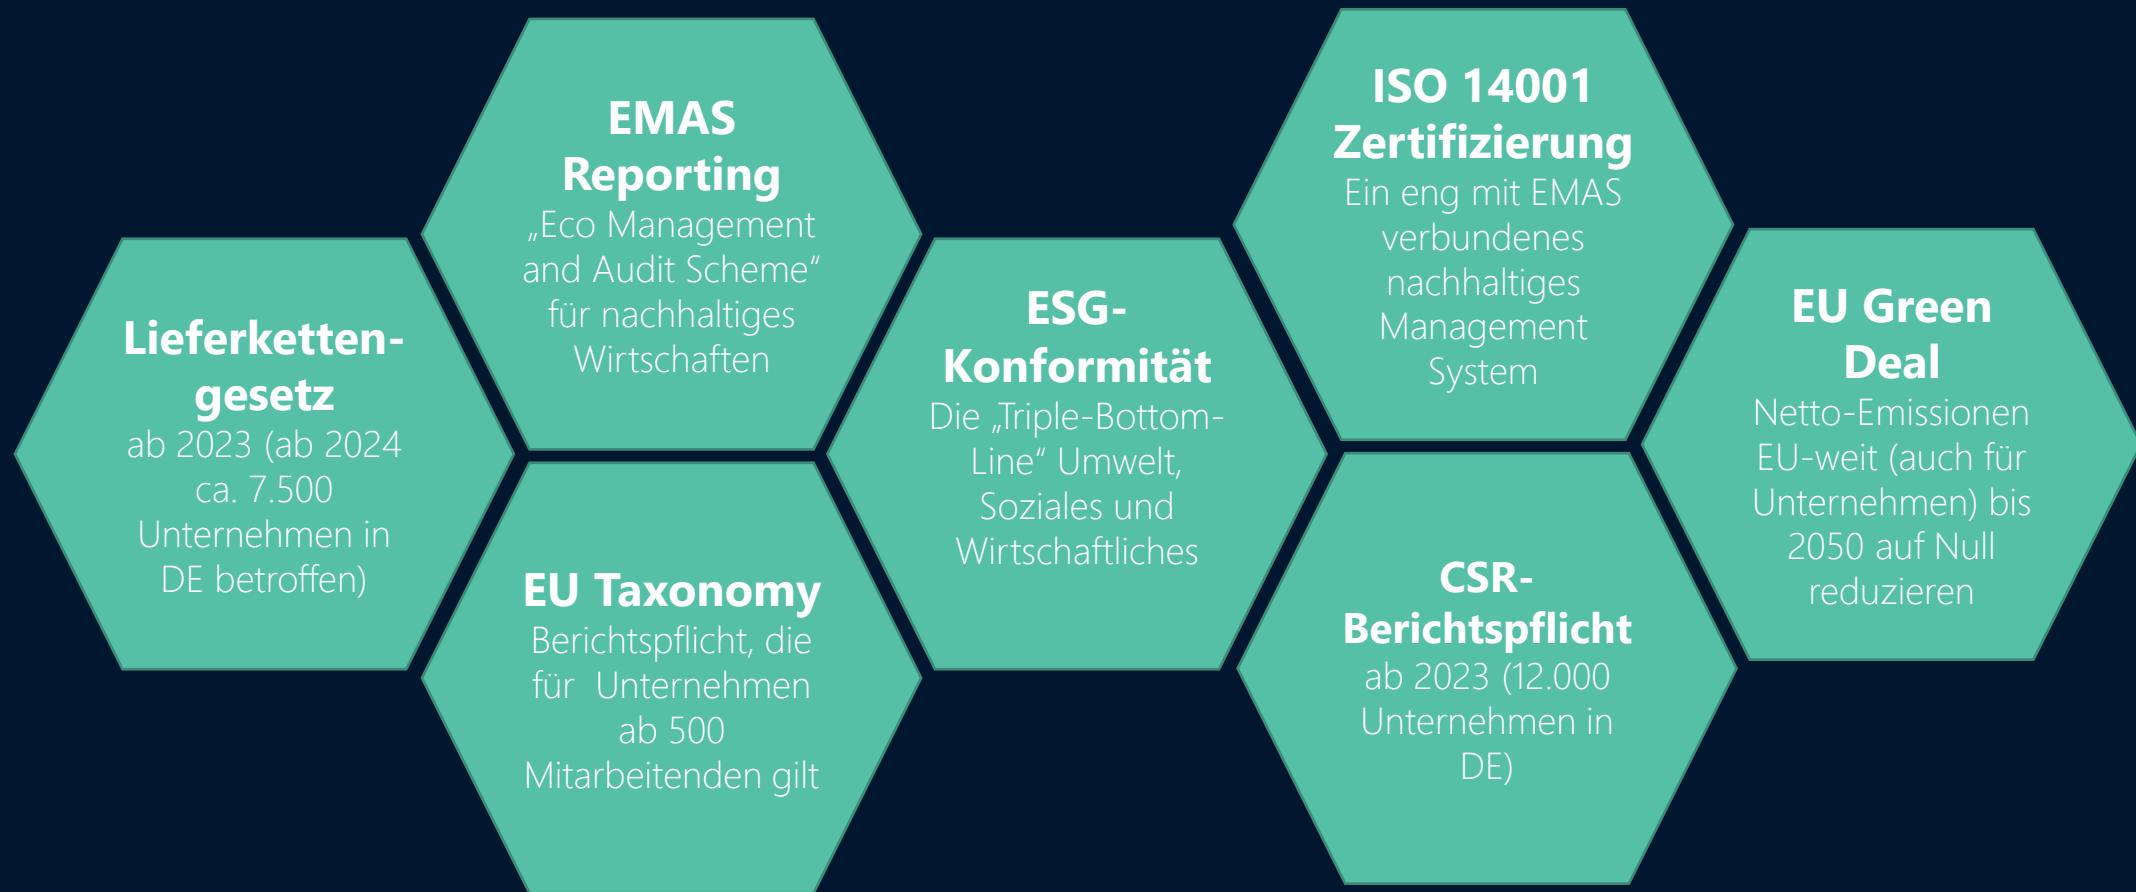 Lieferketten-
gesetz
ab 2023 (ab 2024
ca. 7.500
Unternehmen in
DE betroffen)
EMAS
Reporting
„Eco Management
and Audit Scheme“
für nachhaltiges
Wirtschaften
EU Taxonomy
Berichtspflicht, die
für  Unternehmen
ab 500
Mitarbeitenden gilt
ESG-
Konformität
Die „Triple-Bottom-
Line“ Umwelt,
Soziales und
Wirtschaftliches
ISO 14001
Zertifizierung
Ein eng mit EMAS
verbundenes
nachhaltiges
Management
System
CSR-
Berichtspflicht
ab 2023 (12.000
Unternehmen in
DE)
EU Green
Deal
Netto-Emissionen
EU-weit (auch für
Unternehmen) bis
2050 auf Null
reduzieren